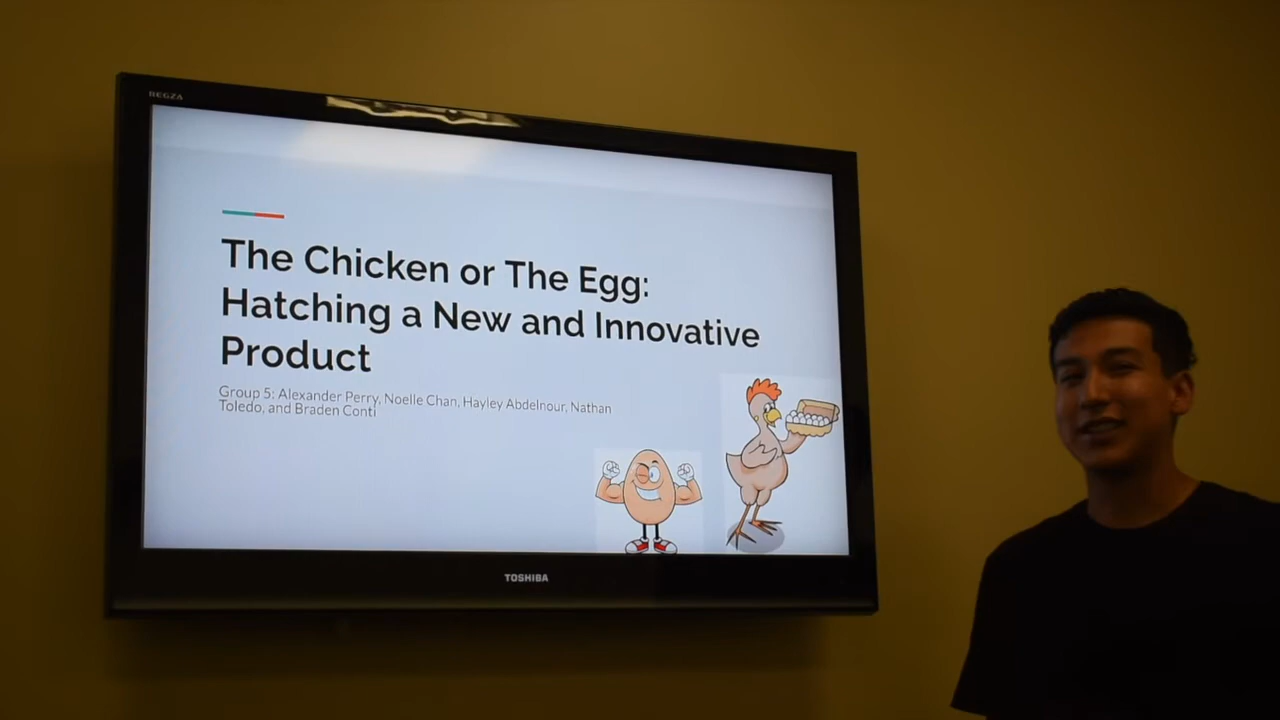 REGZA
The Chicken or The Egg:
Hatching a New and Innovative
Product
Group 5: Alexander Perry, Noelle Chan, Hayley Abdelnour, Nathan
Toledo, and Braden Conti
TOSHIBA